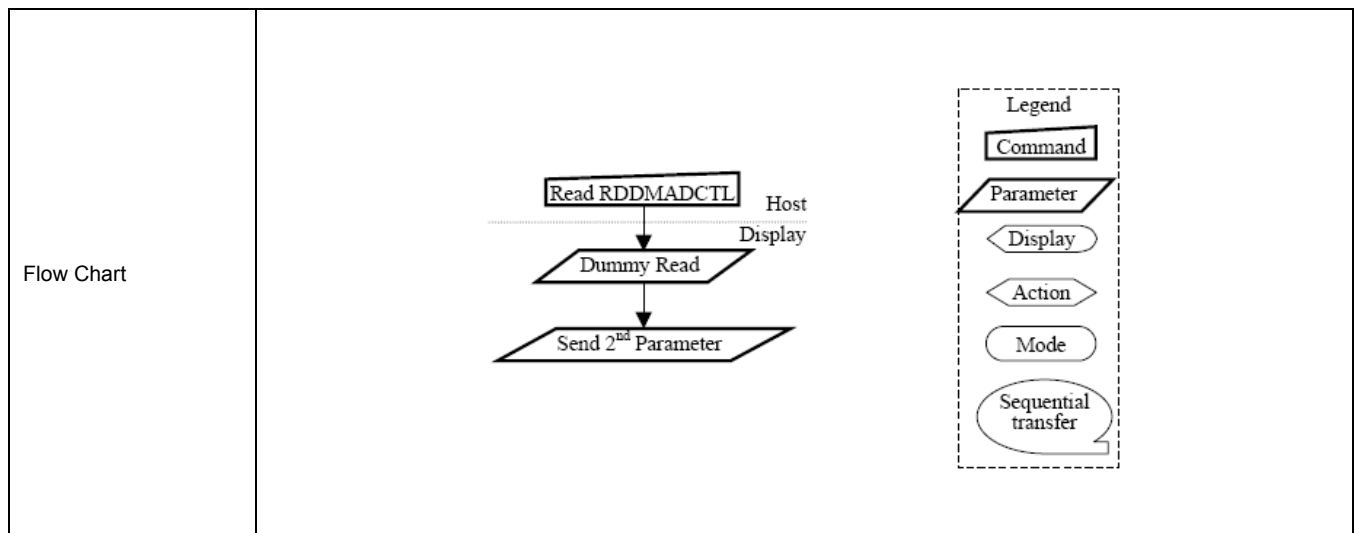 Flow Chart
Read RDDMADCTL
Host
Display
Dummy Read
Send 2nd Parameter
Legend
Command
Parameter
Display
Action
Mode
Sequential
transfer